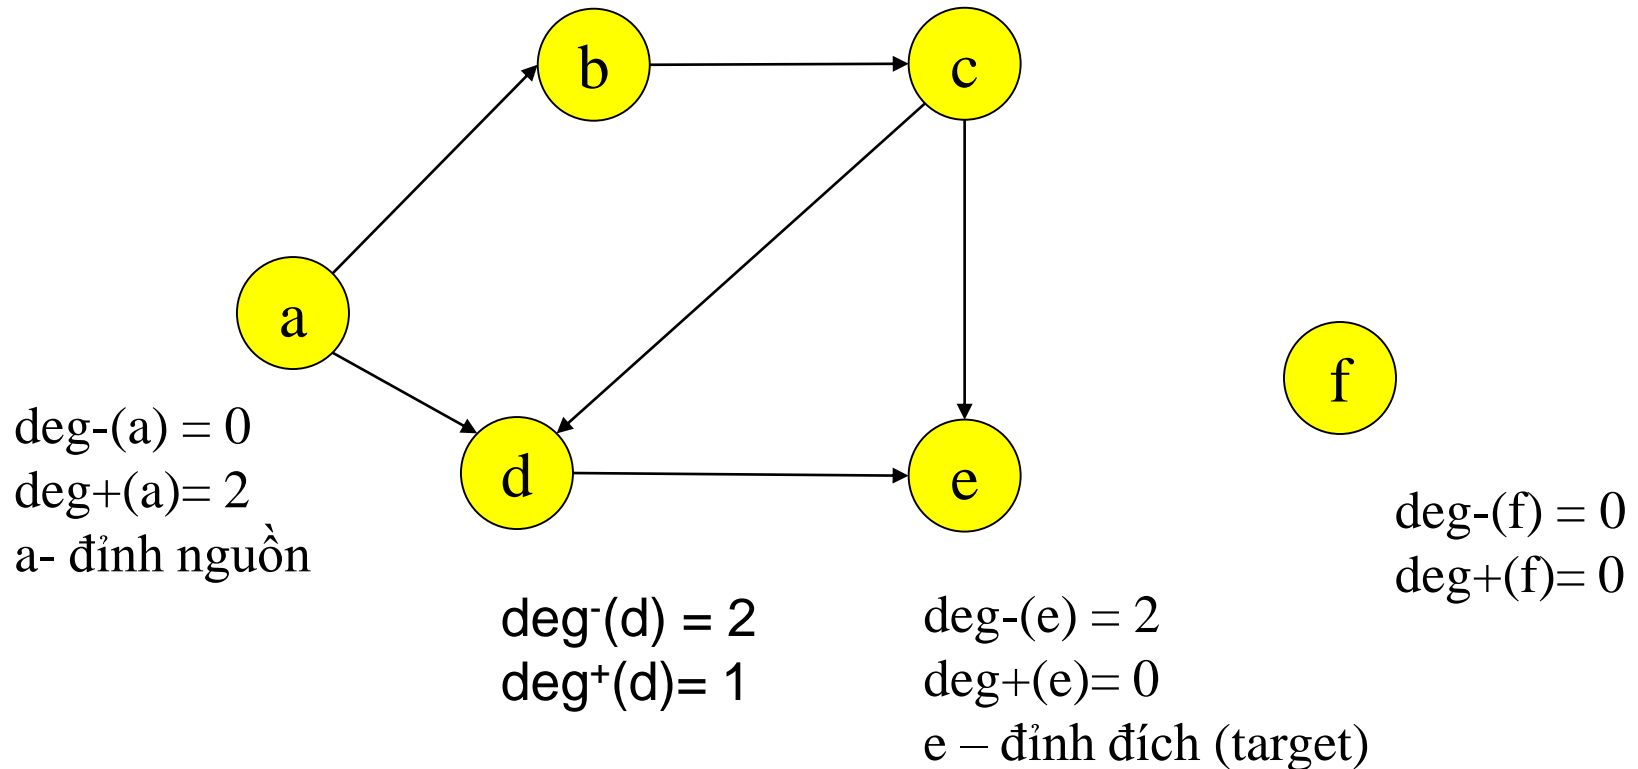 b
c
a
f
d
e
deg-(a) = 0
deg+(a)= 2
a- đỉnh nguồn
deg-(f) = 0
deg+(f)= 0
deg⁻(d) = 2
deg⁺(d)= 1
deg-(e) = 2
deg+(e)= 0
e – đỉnh đích (target)